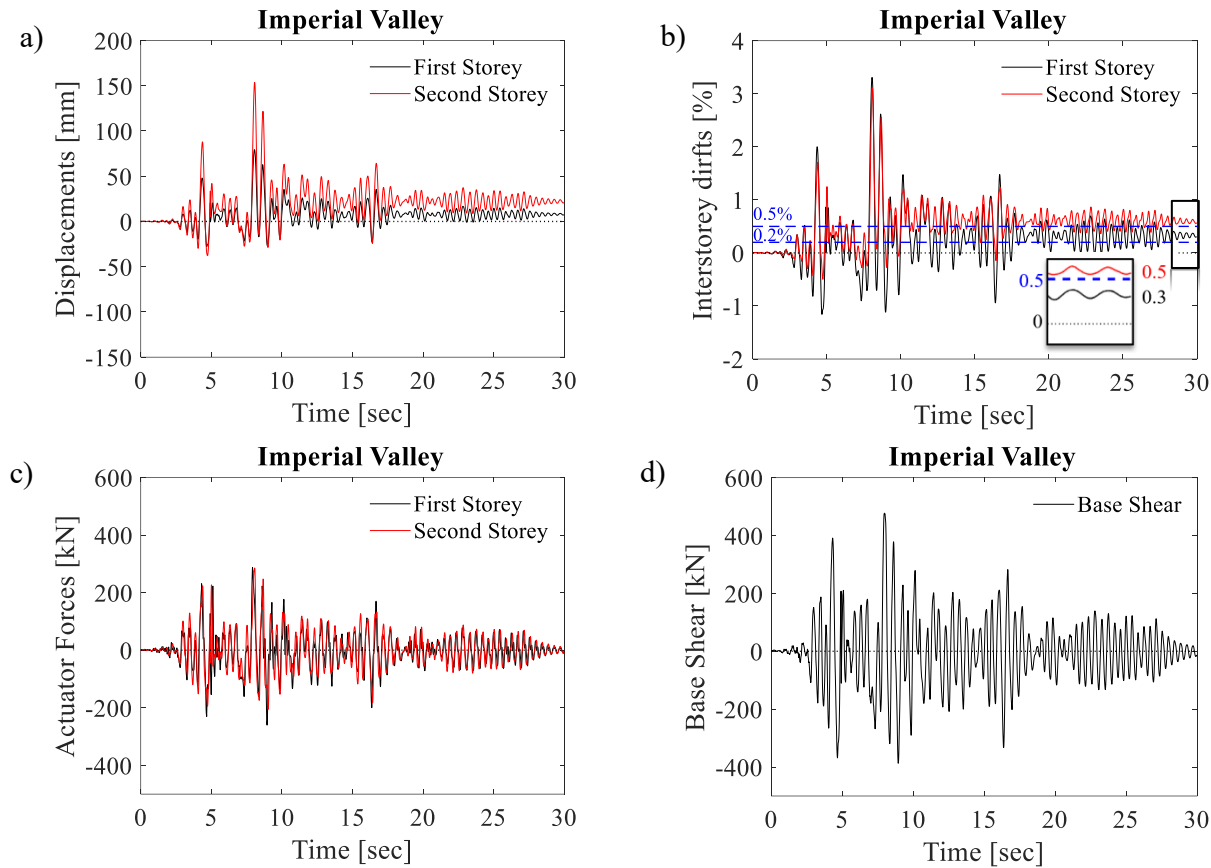 a)
Imperial Valley
Displacements [mm]
200
150
100
50
0
-50
-100
-150
First Storey
Second Storey
0 5 10 15 20 25 30
Time [sec]
b)
Imperial Valley
Interstorey dirfts [%]
4
3
2
1
0
-1
-2
First Storey
Second Storey
0.5%
0.2%
0.5
0.5
0.3
0
0 5 10 15 20 25 30
Time [sec]
c)
Imperial Valley
Actuator Forces [kN]
600
400
200
0
-200
-400
First Storey
Second Storey
0 5 10 15 20 25 30
Time [sec]
d)
Imperial Valley
Base Shear [kN]
600
400
200
0
-200
-400
-600
Base Shear
0 5 10 15 20 25 30
Time [sec]